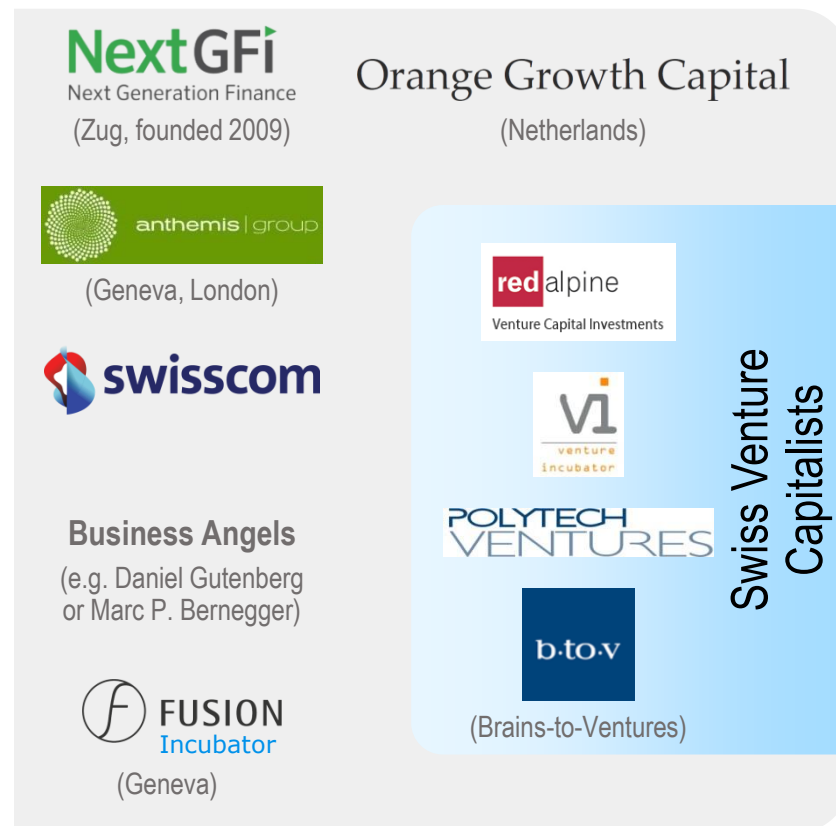 NextGFi
Next Generation Finance
(Zug, founded 2009)
Orange Growth Capital
(Netherlands)
anthemis | group
(Geneva, London)
swisscom
Business Angels
(e.g. Daniel Gutenberg
or Marc P. Bernegger)
FUSION
Incubator
(Geneva)
red alpine
Venture Capital Investments
vi
venture
incubator
POLYTECH
VENTURES
b·to·v
(Brains-to-Ventures)
Swiss Venture
Capitalists